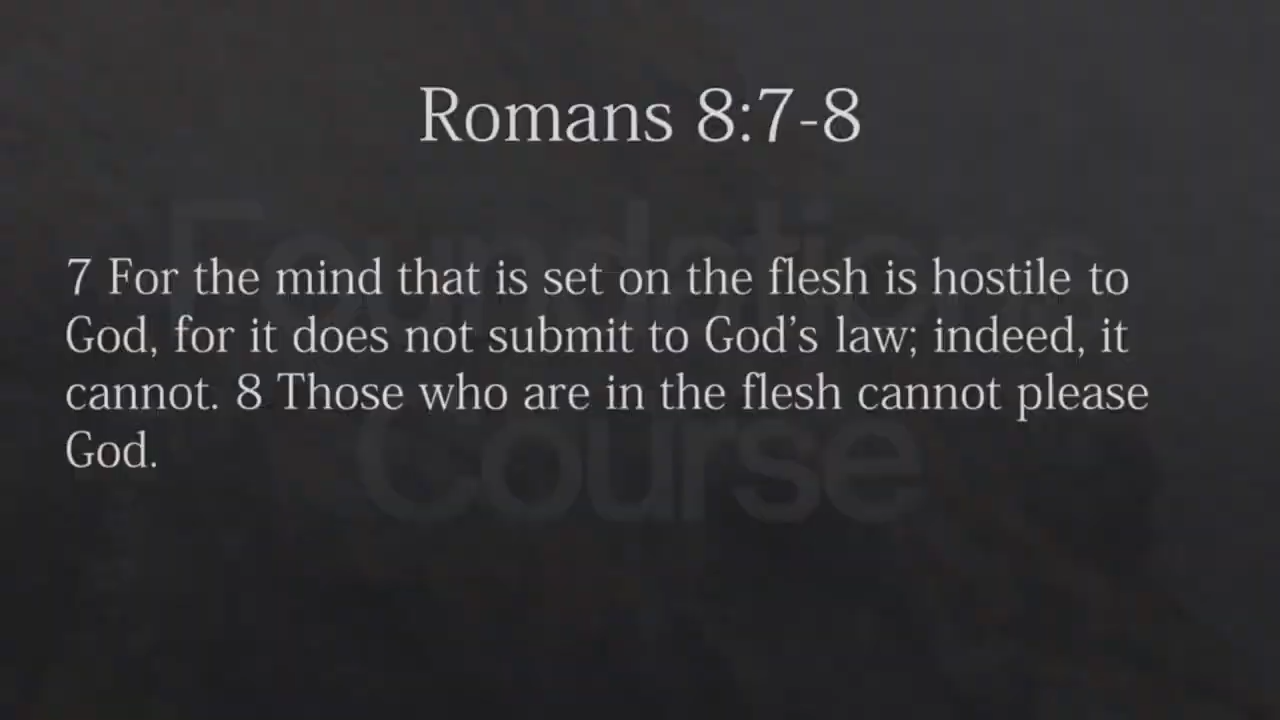 Romans 8:7-8
Foundations
7 For the mind that is set on the flesh is hostile to
God, for it does not submit to God’s law; indeed, it
cannot. 8 Those who are in the flesh cannot please
God.
Course